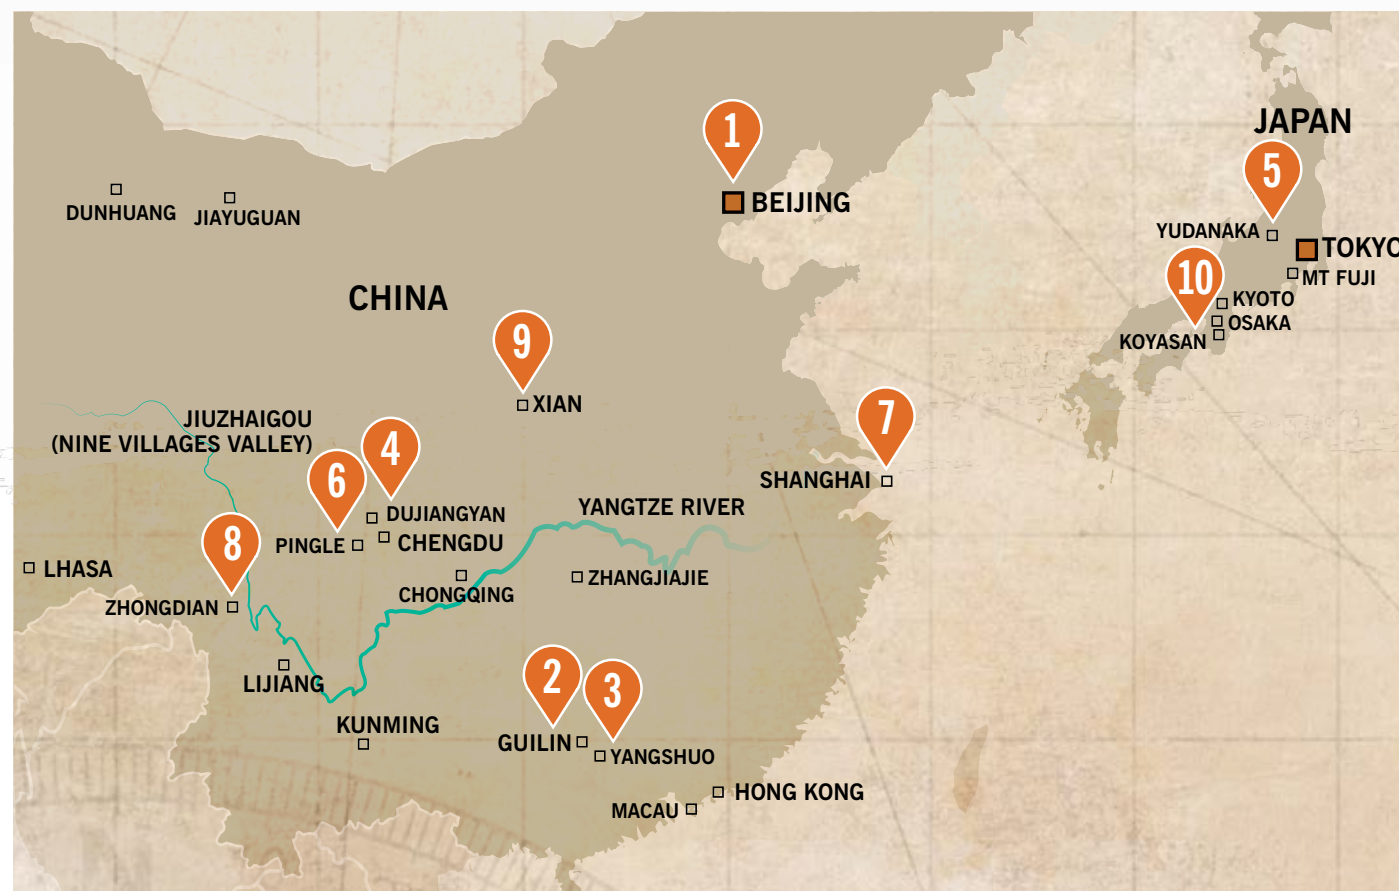 JAPAN
1
5
DUNHUANG
JIAYUGUAN
BEIJING
YUDANAKA
TOKYO
10
MT FUJI
CHINA
KYOTO
OSAKA
KOYASAN
9
XIAN
JIUZHAIGOU
(NINE VILLAGES VALLEY)
4
7
6
SHANGHAI
YANGTZE RIVER
DUJIANGYAN
PINGLE
CHENGDU
8
LHASA
ZHANGJIAJIE
CHONGQING
ZHONGDIAN
2
3
LIJIANG
KUNMING
GUILIN
YANGSHUO
HONG KONG
MACAU